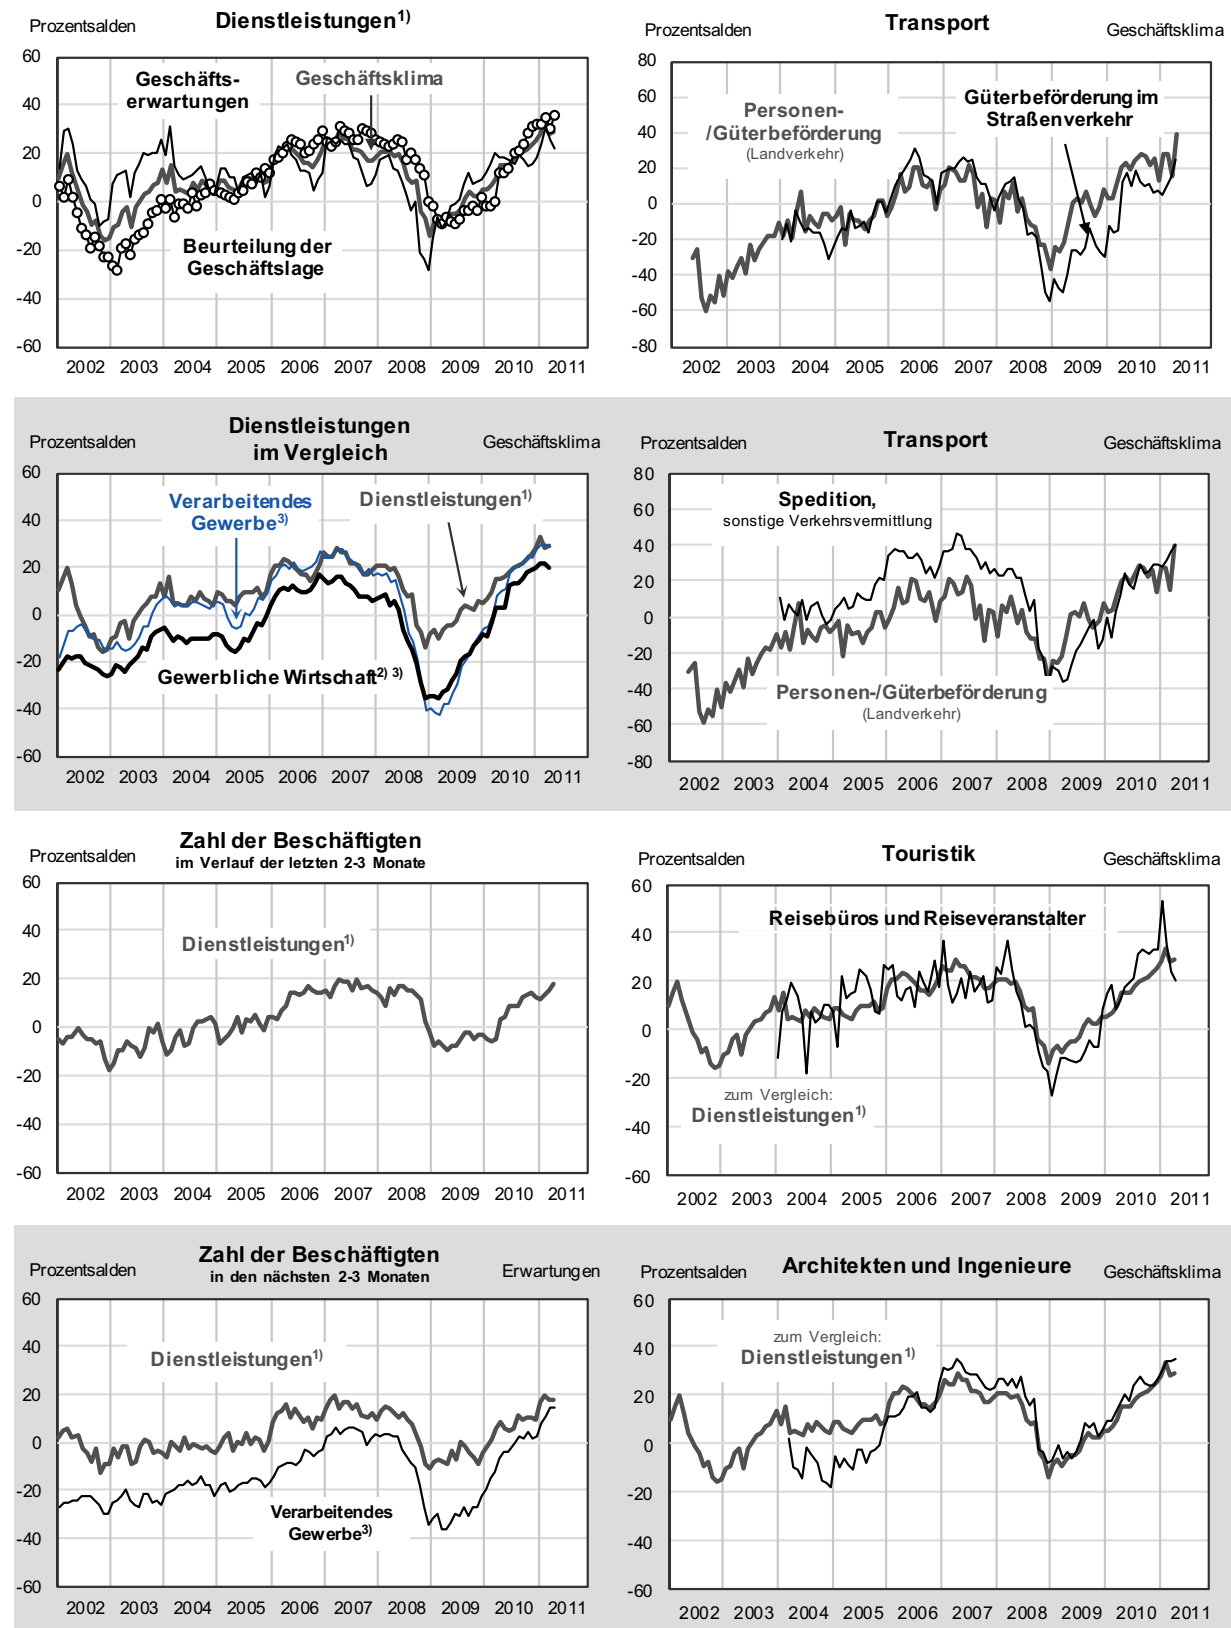 Dienstleistungen1)
Prozentsalden
60
40
20
0
-20
-40
-60
Geschäfts-
erwartungen
Geschäftsklima
Beurteilung der
Geschäftslage
2002 2003 2004 2005 2006 2007 2008 2009 2010 2011
Transport
Prozentsalden
Geschäftsklima
80
60
40
20
0
-20
-40
-60
-80
Personen-
-/Güterbeförderung
(Landverkehr)
Güterbeförderung im
Straßenverkehr
2002 2003 2004 2005 2006 2007 2008 2009 2010 2011
Dienstleistungen
im Vergleich
Prozentsalden
Geschäftsklima
60
40
20
0
-20
-40
-60
Verarbeitendes
Gewerbe3)
Dienstleistungen1)
Gewerbliche Wirtschaft2) 3)
2002 2003 2004 2005 2006 2007 2008 2009 2010 2011
Transport
Prozentsalden
Geschäftsklima
80
60
40
20
0
-20
-40
-60
-80
Spedition,
sonstige Verkehrsvermittlung
Personen-/Güterbeförderung
(Landverkehr)
2002 2003 2004 2005 2006 2007 2008 2009 2010 2011
Zahl der Beschäftigten
im Verlauf der letzten 2-3 Monate
Prozentsalden
60
40
20
0
-20
-40
-60
Dienstleistungen1)
2002 2003 2004 2005 2006 2007 2008 2009 2010 2011
Touristik
Prozentsalden
Geschäftsklima
60
40
20
0
-20
-40
-60
Reisebüros und Reiseveranstalter
zum Vergleich:
Dienstleistungen1)
2002 2003 2004 2005 2006 2007 2008 2009 2010 2011
Zahl der Beschäftigten
in den nächsten 2-3 Monaten
Prozentsalden
Erwartungen
60
40
20
0
-20
-40
-60
Dienstleistungen1)
Verarbeitendes
Gewerbe3)
2002 2003 2004 2005 2006 2007 2008 2009 2010 2011
Architekten und Ingenieure
Prozentsalden
Geschäftsklima
60
40
20
0
-20
-40
-60
zum Vergleich:
Dienstleistungen1)
2002 2003 2004 2005 2006 2007 2008 2009 2010 2011